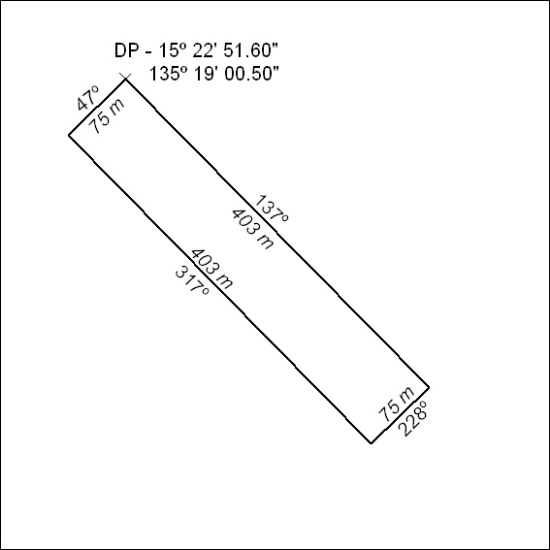 DP - 15º 22' 51.60"
135º 19' 00.50"
47º
75 m
137º
403 m
403 m
317º
75 m
228º